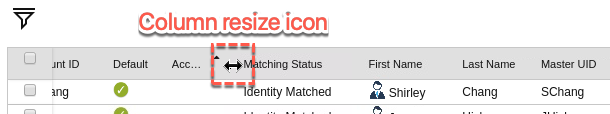 Column resize icon
unt ID Default Acc... Matching Status First Name Last Name Master UID
ang Identity Matched Shirley Chang SChang